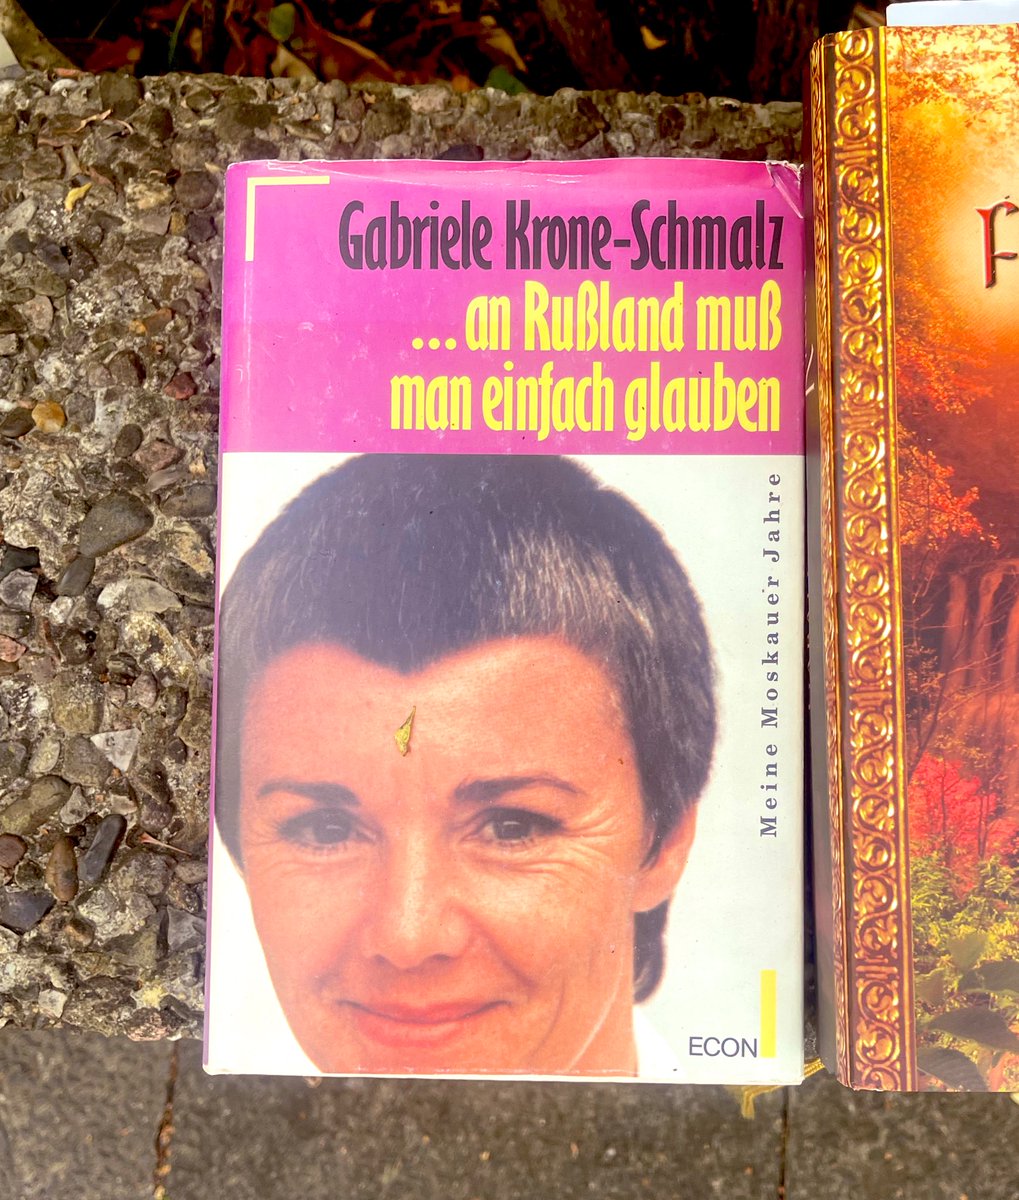 Gabriele Krone-Schmalz
...an Rußland muß
man einfach glauben
Meine Moskauer Jahre
ECON